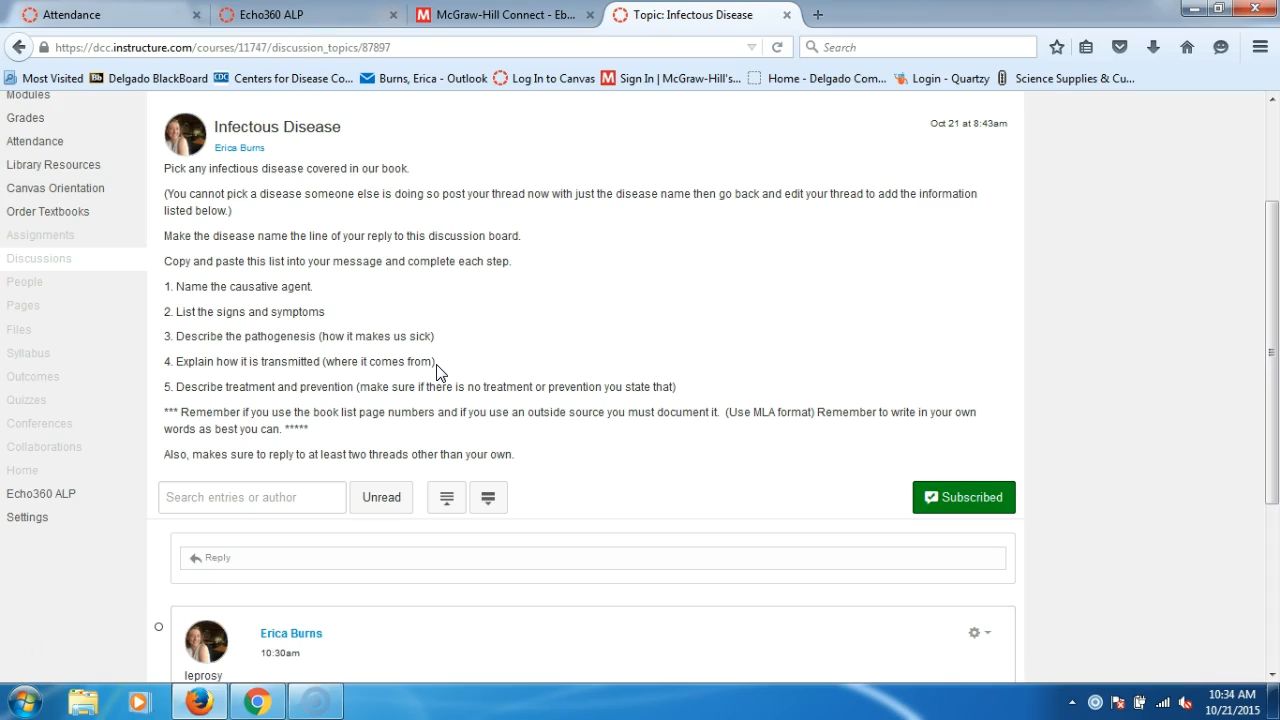 Attendance
Echo360 ALP
McGraw-Hill Connect - Eb...
Topic: Infectous Disease
https://dcc.instructure.com/courses/11747/discussion_topics/87897
Search
Most Visited
Delgado BlackBoard
Centers for Disease Co...
Burns, Erica - Outlook
Log In to Canvas
Sign In | McGraw-Hill's...
Home - Delgado Com...
Login - Quartzy
Science Supplies & Cu...
Modules
Grades
Attendance
Library Resources
Canvas Orientation
Order Textbooks
Assignments
Discussions
People
Pages
Files
Syllabus
Outcomes
Quizzes
Conferences
Collaborations
Home
Echo360 ALP
Settings
Infectous Disease
Oct 21 at 8:43am
Erica Burns
Pick any infectious disease covered in our book.
(You cannot pick a disease someone else is doing so post your thread now with just the disease name then go back and edit your thread to add the information
listed below.)
Make the disease name the line of your reply to this discussion board.
Copy and paste this list into your message and complete each step.
1. Name the causative agent.
2. List the signs and symptoms
3. Describe the pathogenesis (how it makes us sick)
4. Explain how it is transmitted (where it comes from)
5. Describe treatment and prevention (make sure if there is no treatment or prevention you state that)
*** Remember if you use the book list page numbers and if you use an outside source you must document it.  (Use MLA format) Remember to write in your own
words as best you can. *****
Also, makes sure to reply to at least two threads other than your own.
Search entries or author
Unread
Subscribed
Reply
Erica Burns
10:30am
leprosy
10:34 AM
10/21/2015